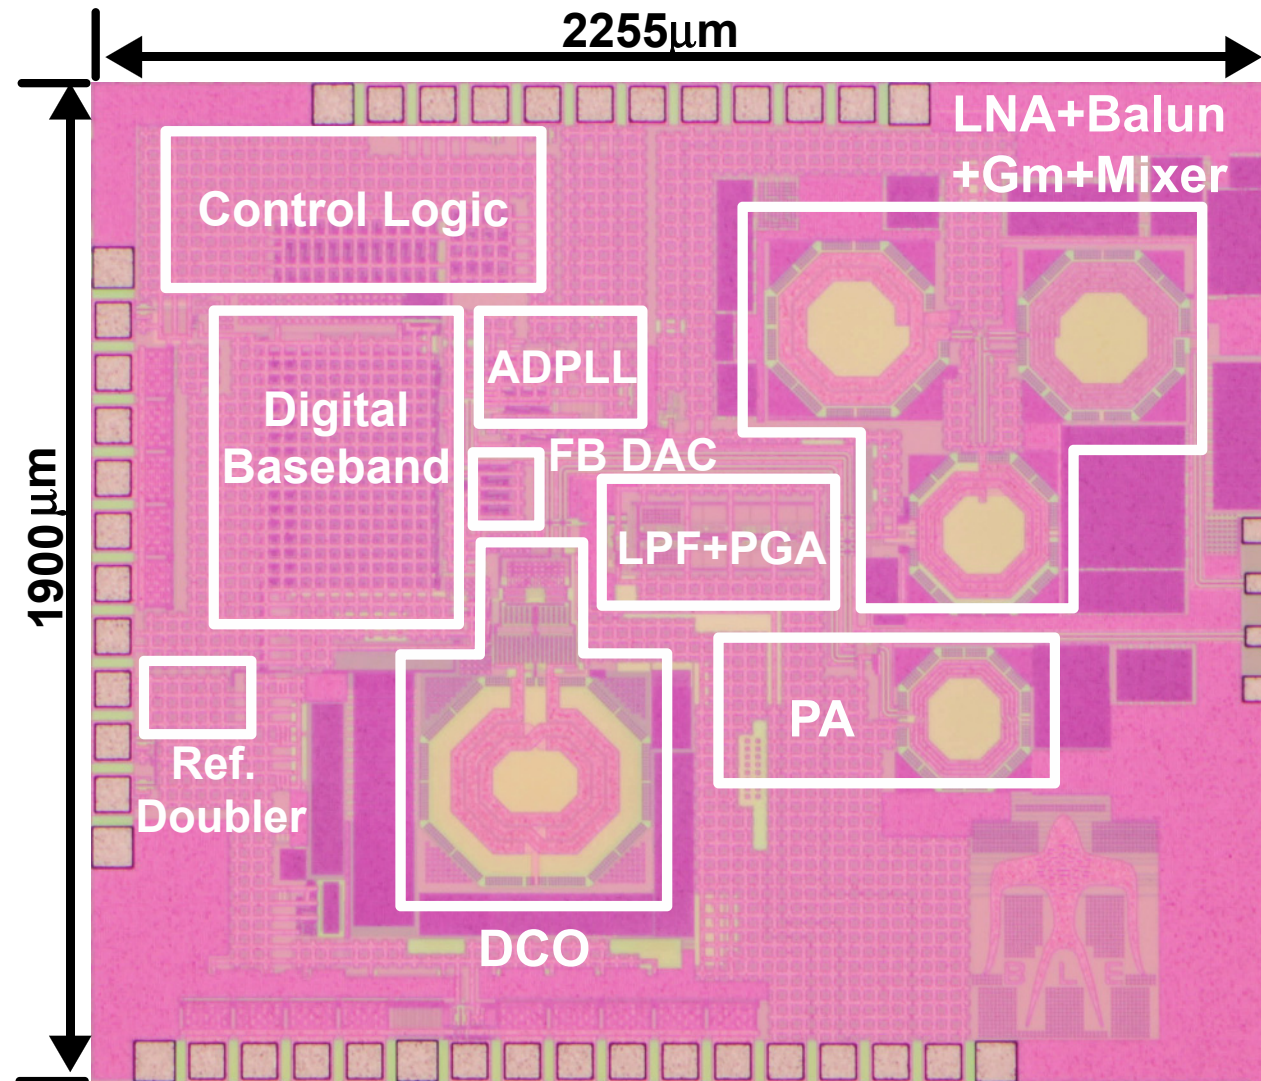 2255μm
LNA+Balun
+Gm+Mixer
Control Logic
ADPLL
Digital
Baseband
FB DAC
LPF+PGA
1900μm
PA
Ref.
Doubler
DCO
B L E